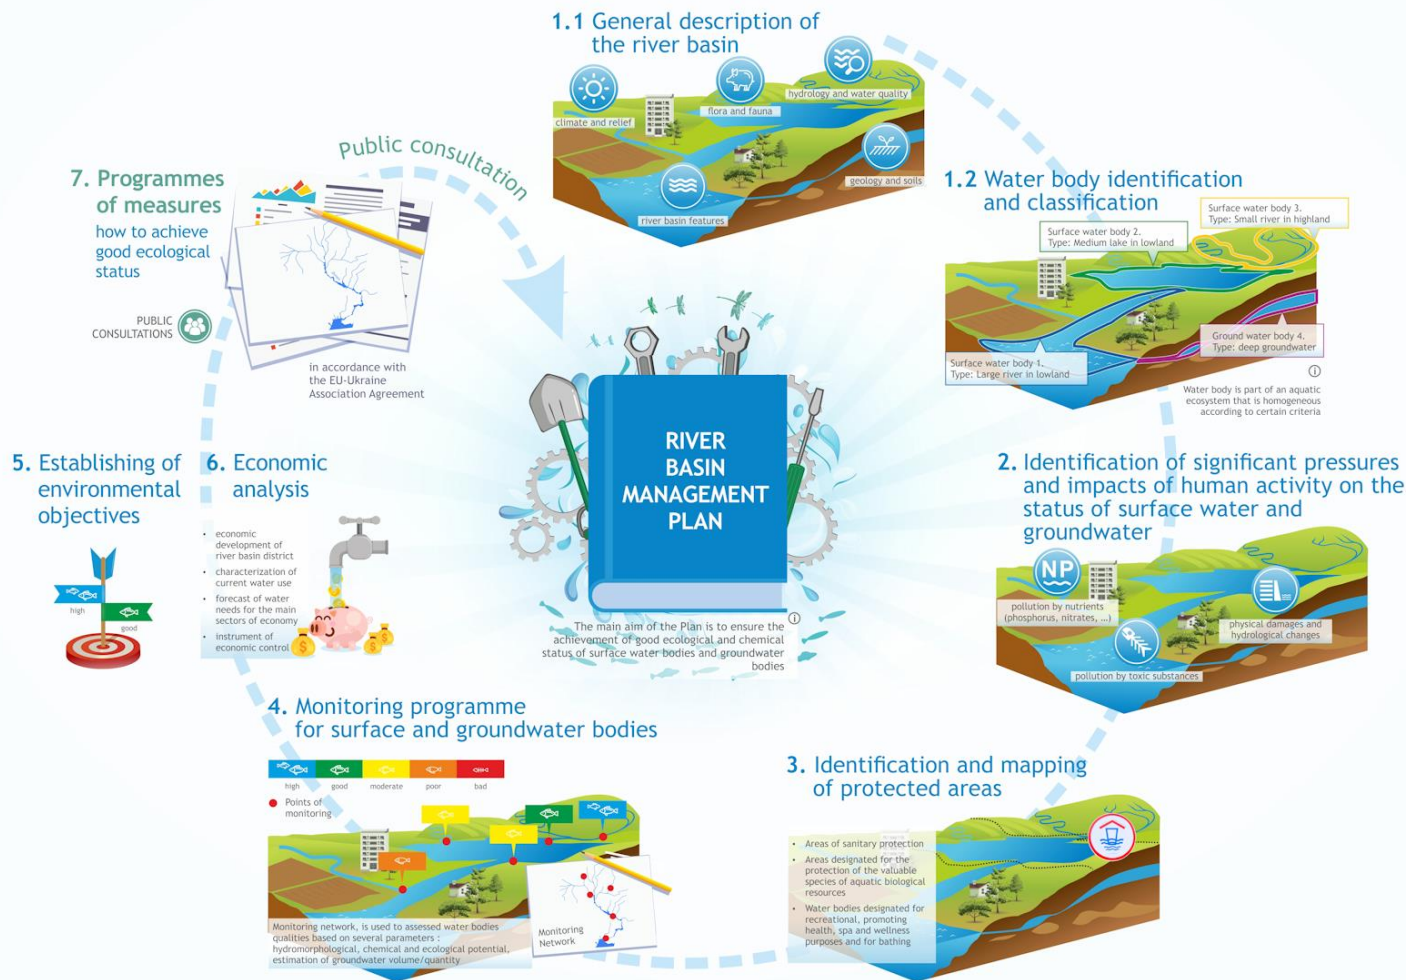 1.1 General description of
the river basin
climate and relief
flora and fauna
hydrology and water quality
geology and soils
river basin features
1.2 Water body identification
and classification
Surface water body 3.
Type: Small river in highland
Surface water body 2.
Type: Medium lake in lowland
Ground water body 4.
Type: deep groundwater
Surface water body 1.
Type: Large river in lowland
Water body is part of an aquatic
ecosystem that is homogeneous
according to certain criteria
2. Identification of significant pressures
and impacts of human activity on the
status of surface water and
groundwater
NP
pollution by nutrients
(phosphorus, nitrates, ...)
physical damages and
hydrological changes
pollution by toxic substances
3. Identification and mapping
of protected areas
• Areas of sanitary protection
• Areas designated for the
protection of the valuable
species of aquatic biological
resources
• Water bodies designated for
recreational, promoting
health, spa and wellness
purposes and for bathing
4. Monitoring programme
for surface and groundwater bodies
high good moderate poor bad
Points of
monitoring
Monitoring network, is used to assessed water bodies
qualities based on several parameters :
hydromorphological, chemical and ecological potential,
estimation of groundwater volume/quantity
Monitoring
Network
5. Establishing of
environmental
objectives
high
good
6. Economic
analysis
• economic
development of
river basin district
• characterization of
current water use
• forecast of water
needs for the main
sectors of economy
• instrument of
economic control
$ $ $
7. Programmes
of measures
how to achieve
good ecological
status
PUBLIC
CONSULTATIONS
in accordance with
the EU-Ukraine
Association Agreement
Public consultation
RIVER
BASIN
MANAGEMENT
PLAN
The main aim of the Plan is to ensure the
achievement of good ecological and chemical
status of surface water bodies and groundwater
bodies